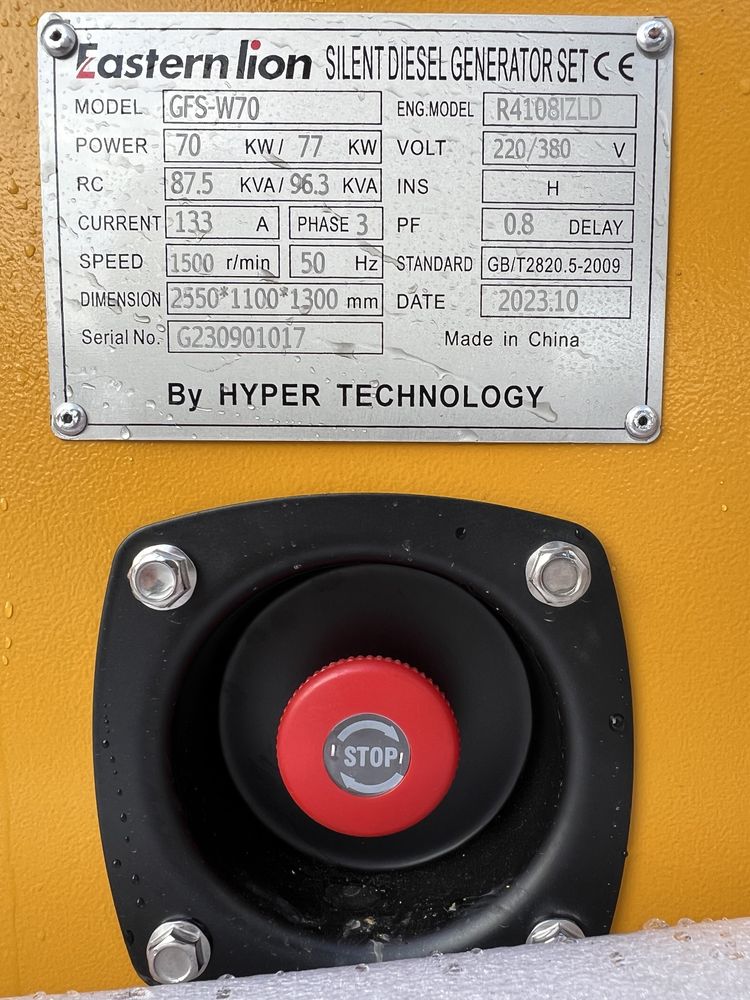 Easternlion SILENT DIESEL GENERATOR SET CE
MODEL GFS-W70 ENG.MODEL R4108IZLD
POWER 70 KW/ 77 KW VOLT 220/380 V
RC 87.5 KVA/ 96.3 KVA INS H
CURRENT 133 A PHASE 3 PF 0.8 DELAY
SPEED 1500 r/min 50 Hz STANDARD GB/T2820.5-2009
DIMENSION 2550*1100*1300 mm DATE 2023.10
Serial No. G230901017 Made in China
By HYPER TECHNOLOGY
STOP